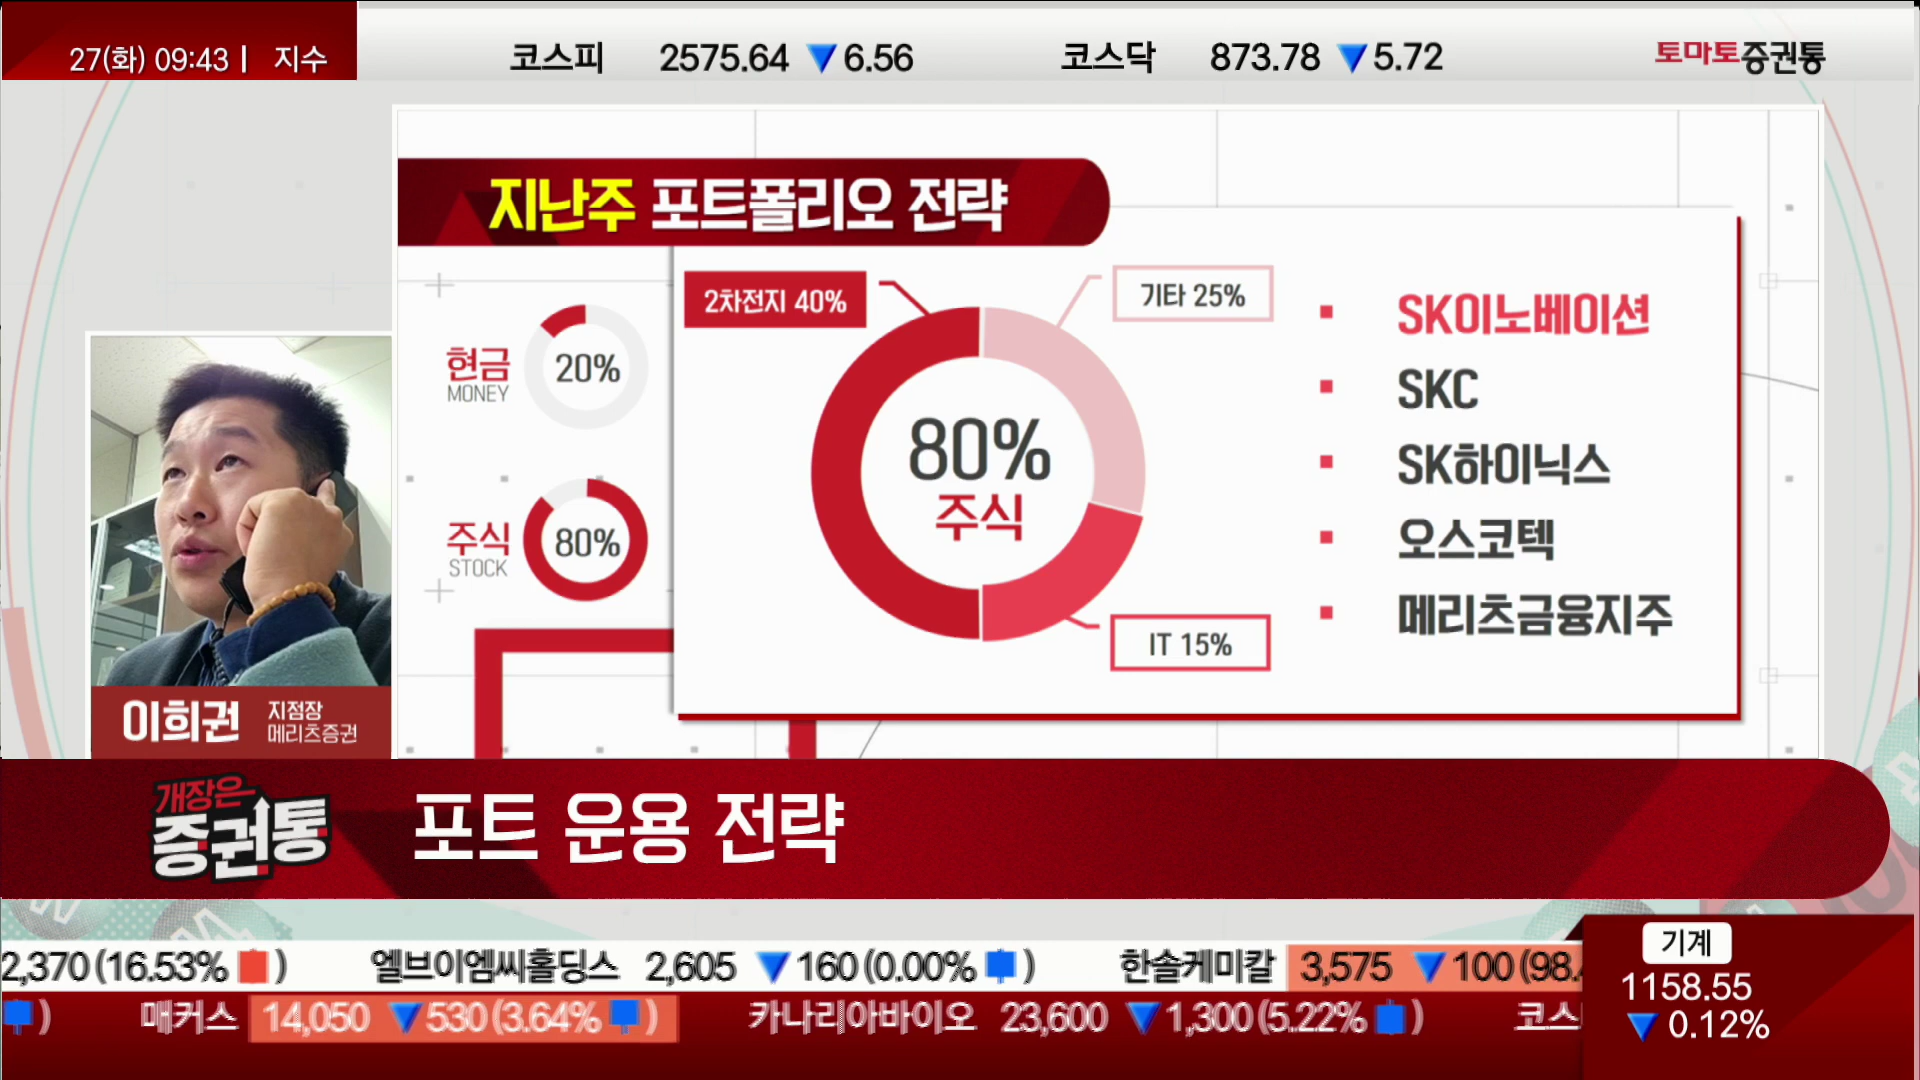 27(화) 09:43 | 지수 코스피 2575.64 ▼6.56 코스닥 873.78 ▼5.72 토마토증권통
지난주 포트폴리오 전략
현금
MONEY
20%
주식
STOCK
80%
2차전지 40%
기타 25%
80%
주식
IT 15%
SK이노베이션
SKC
SK하이닉스
오스코텍
메리츠금융지주
이희권 지점장
메리츠증권
개장은
증권통
포트 운용 전략
2,370(16.53% ) 엘브이엠씨홀딩스 2,605 ▼160(0.00% ) 한솔케미칼 3,575 ▼100(98.
) 매커스 14,050 ▼530(3.64% ) 카나리아바이오 23,600 ▼1,300(5.22% ) 코스
기계
1158.55
▼ 0.12%